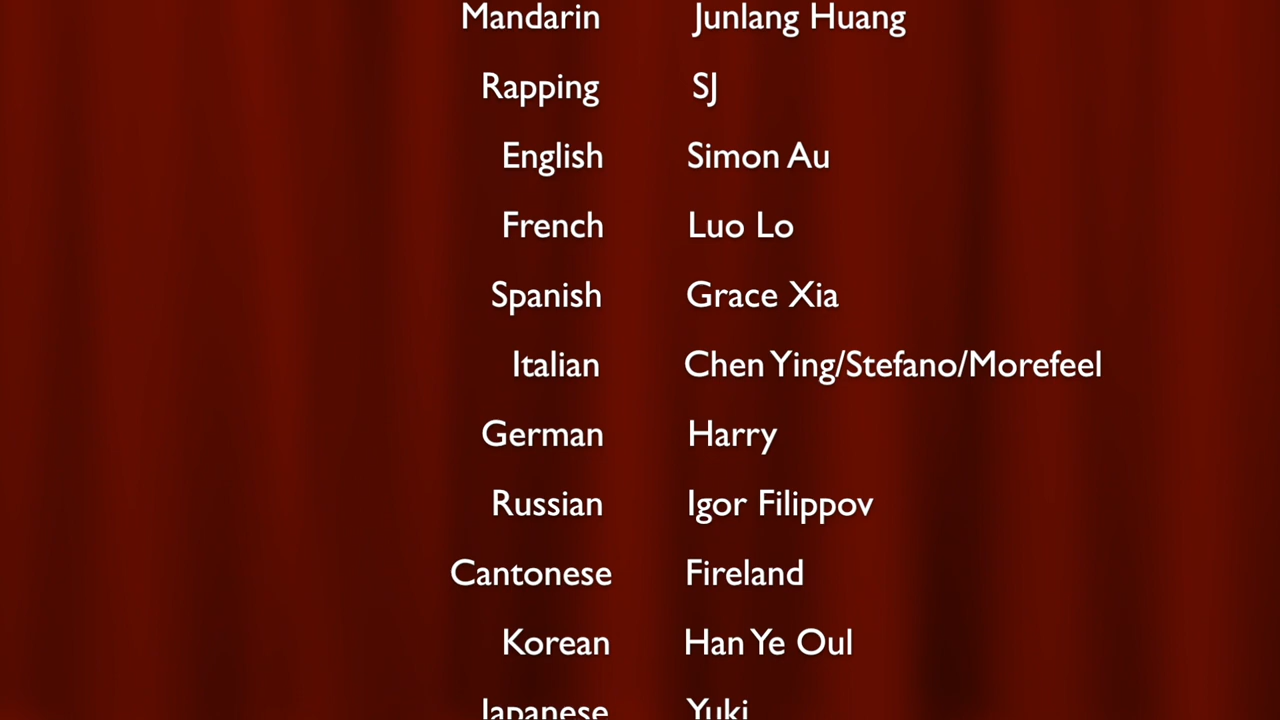 Mandarin Junlang Huang
Rapping SJ
English Simon Au
French Luo Lo
Spanish Grace Xia
Italian Chen Ying/Stefano/Morefeel
German Harry
Russian Igor Filippov
Cantonese Fireland
Korean Han Ye Oul
Japanese Yuki